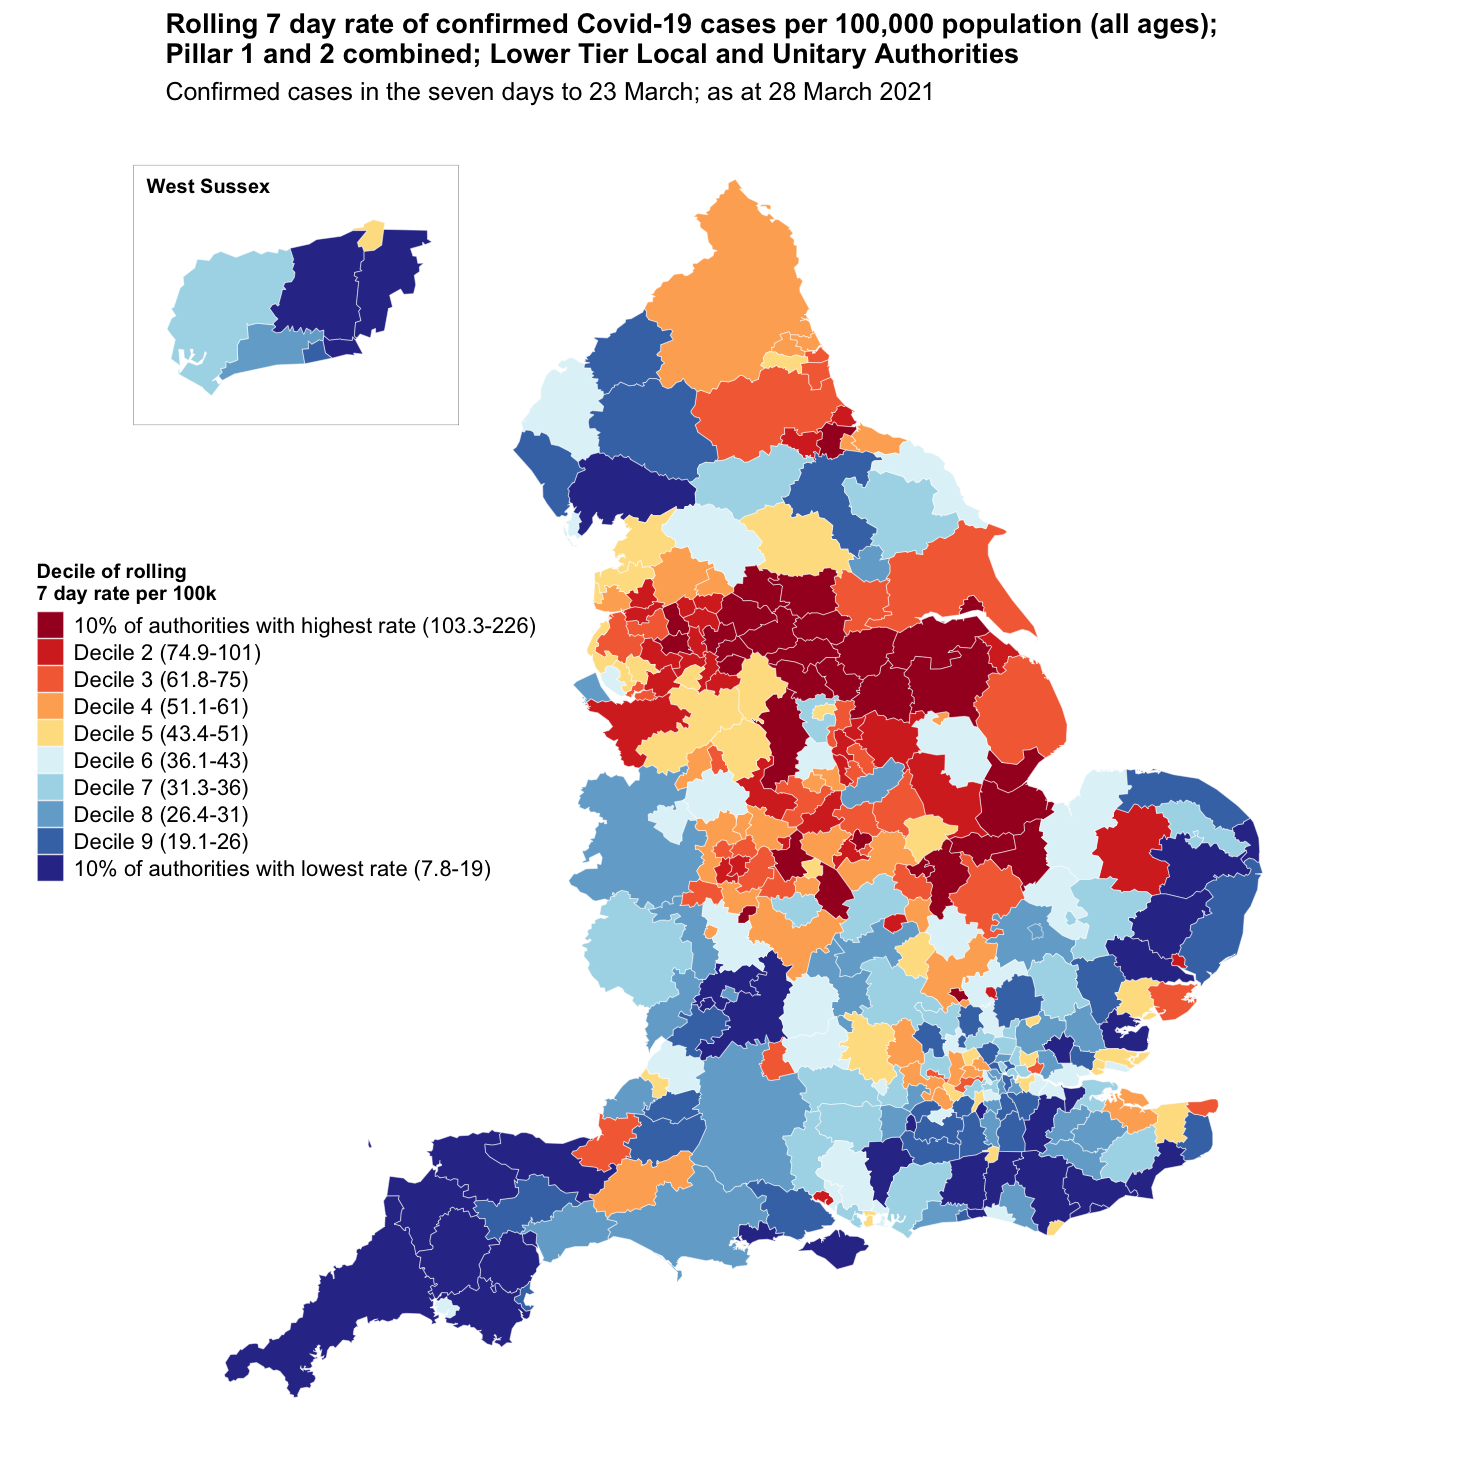 Rolling 7 day rate of confirmed Covid-19 cases per 100,000 population (all ages);
Pillar 1 and 2 combined; Lower Tier Local and Unitary Authorities
Confirmed cases in the seven days to 23 March; as at 28 March 2021
West Sussex
Decile of rolling
7 day rate per 100k
10% of authorities with highest rate (103.3-226)
Decile 2 (74.9-101)
Decile 3 (61.8-75)
Decile 4 (51.1-61)
Decile 5 (43.4-51)
Decile 6 (36.1-43)
Decile 7 (31.3-36)
Decile 8 (26.4-31)
Decile 9 (19.1-26)
10% of authorities with lowest rate (7.8-19)